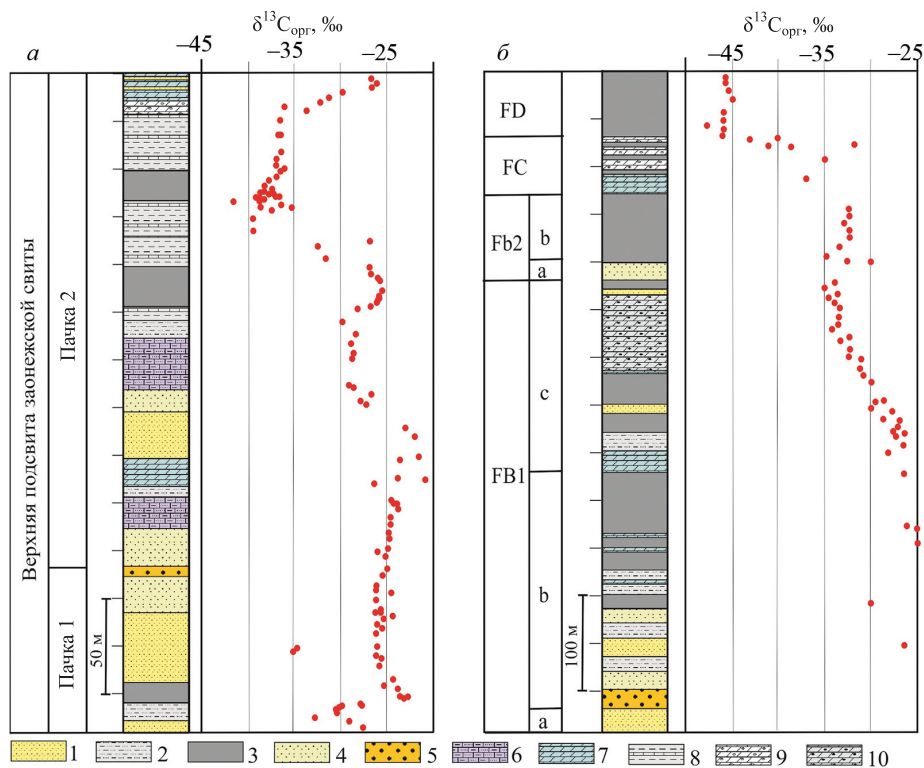 а
δ¹³Cорг, ‰
–45
–35
–25
Верхняя подсвита заонежской свиты
Пачка 2
Пачка 1
50 м
б
δ¹³Cорг, ‰
–45
–35
–25
FD
FC
Fb2
b
a
FB1
c
b
a
100 м
1
2
3
4
5
6
7
8
9
10